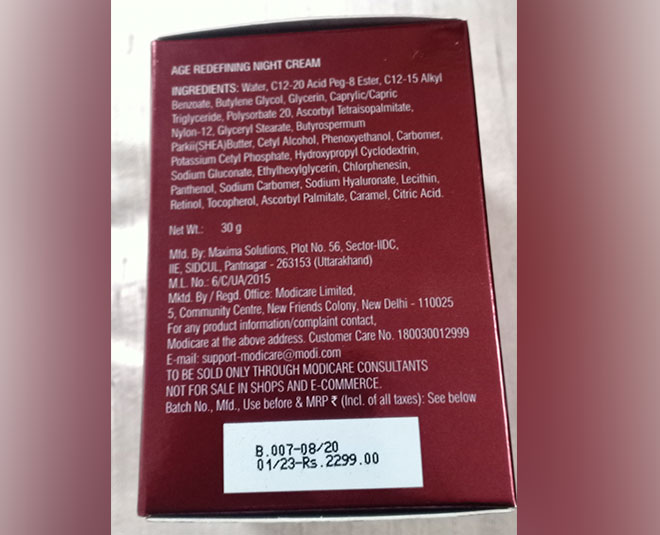 AGE REDEFINING NIGHT CREAM
INGREDIENTS: Water, C12-20 Acid Peg-8 Ester, C12-15 Alkyl
Benzoate, Butylene Glycol, Glycerin, Caprylic/Capric
Triglyceride, Polysorbate 20, Ascorbyl Tetraisopalmitate,
Nylon-12, Glyceryl Stearate, Butyrospermum
Parkii(SHEA)Butter, Cetyl Alcohol, Phenoxyethanol, Carbomer,
Potassium Cetyl Phosphate, Hydroxypropyl Cyclodextrin,
Sodium Gluconate, Ethylhexylglycerin, Chlorphenesin,
Panthenol, Sodium Carbomer, Sodium Hyaluronate, Lecithin,
Retinol, Tocopherol, Ascorbyl Palmitate, Caramel, Citric Acid.
Net Wt.: 30 g
Mfd. By: Maxima Solutions, Plot No. 56, Sector-IIDC,
IIE, SIDCUL, Pantnagar - 263153 (Uttarakhand)
M.L. No.: 6/C/UA/2015
Mktd. By / Regd. Office: Modicare Limited,
5, Community Centre, New Friends Colony, New Delhi - 110025
For any product information/complaint contact,
Modicare at the above address. Customer Care No. 180030012999
E-mail: support-modicare@modi.com
TO BE SOLD ONLY THROUGH MODICARE CONSULTANTS
NOT FOR SALE IN SHOPS AND E-COMMERCE.
Batch No., Mfd., Use before & MRP ₹ (Incl. of all taxes): See below
B.007-08/20
01/23-Rs.2299.00